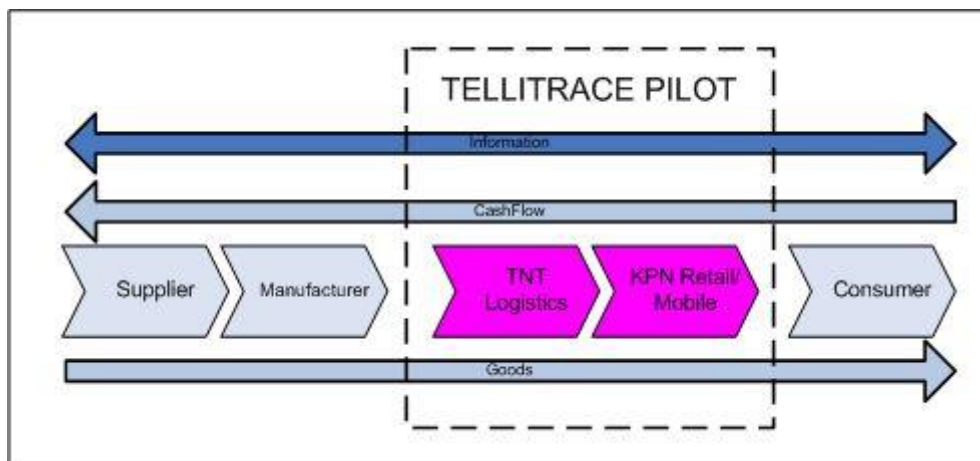 TELLITRACE PILOT
Information
CashFlow
Supplier
Manufacturer
TNT
Logistics
KPN Retail/
Mobile
Consumer
Goods